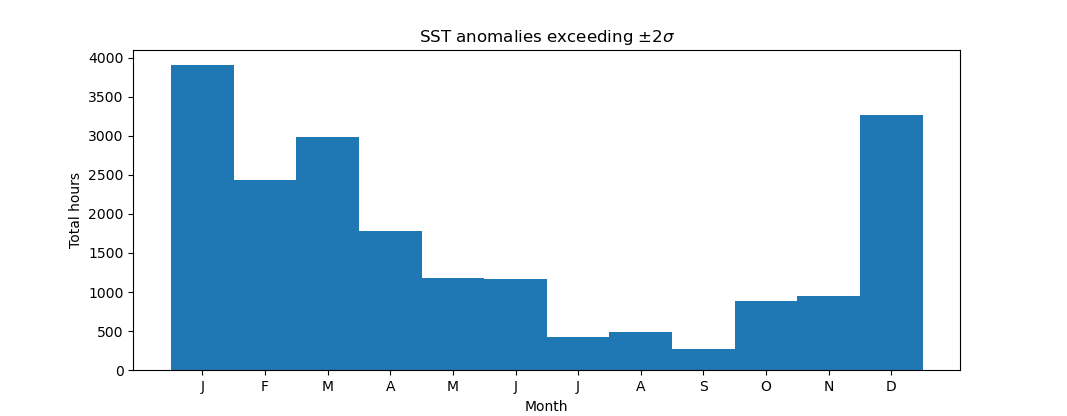 SST anomalies exceeding ±2σ
Total hours
4000
3500
3000
2500
2000
1500
1000
500
0
J F M A M J J A S O N D
Month